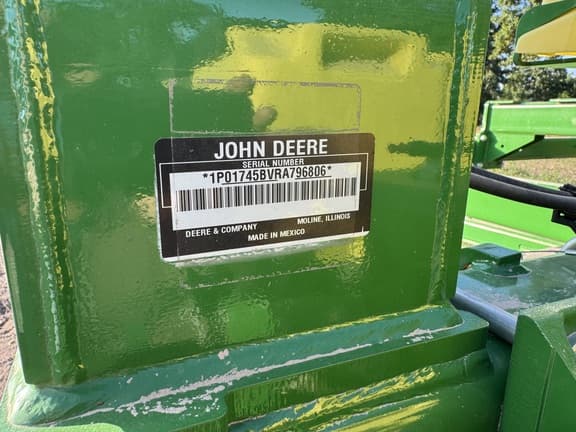 JOHN DEERE
SERIAL NUMBER
*1P01745BVRA796806*
DEERE & COMPANY MOLINE, ILLINOIS
MADE IN MEXICO